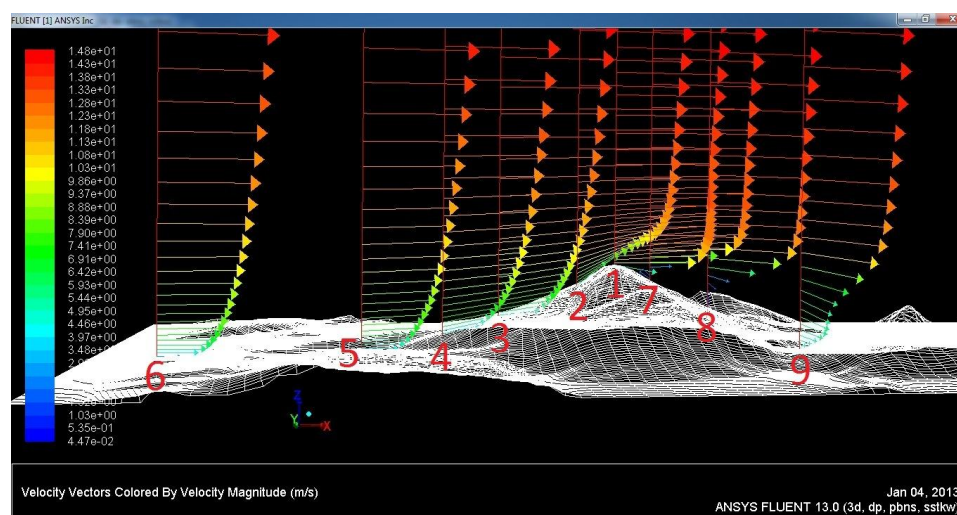 FLUENT [1] ANSYS Inc
1.48e+01
1.43e+01
1.38e+01
1.33e+01
1.28e+01
1.23e+01
1.18e+01
1.13e+01
1.08e+01
1.03e+01
9.86e+00
9.37e+00
8.88e+00
8.39e+00
7.90e+00
7.41e+00
6.91e+00
6.42e+00
5.93e+00
5.44e+00
4.95e+00
4.46e+00
3.97e+00
3.48e+00
1.03e+00
5.35e-01
4.47e-02
6 5 4 3 2 1 7 8 9
Z
Y X
Velocity Vectors Colored By Velocity Magnitude (m/s)
Jan 04, 2013
ANSYS FLUENT 13.0 (3d, dp, pbns, sstkw)